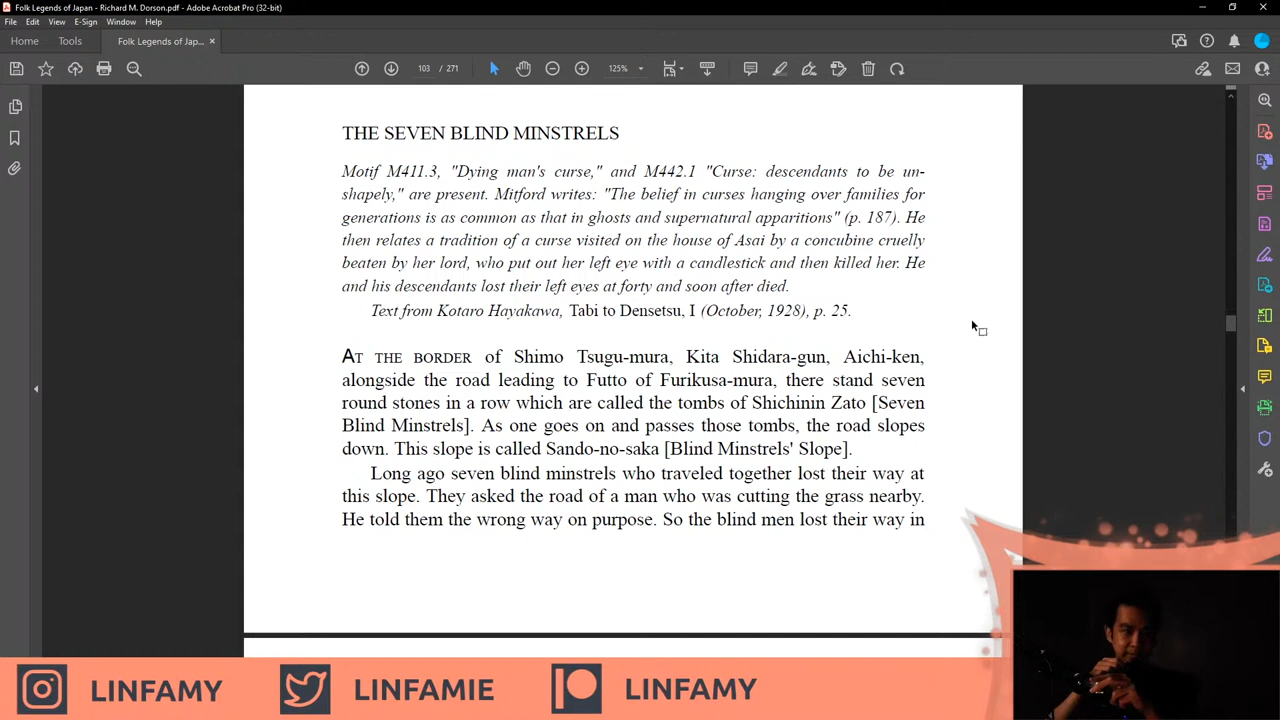 Folk Legends of Japan - Richard M. Dorson.pdf - Adobe Acrobat Pro (32-bit)
File Edit View E-Sign Window Help
Home Tools Folk Legends of Jap... ×
103 / 271 125%
THE SEVEN BLIND MINSTRELS
Motif M411.3, "Dying man's curse," and M442.1 "Curse: descendants to be un-
shapely," are present. Mitford writes: "The belief in curses hanging over families for
generations is as common as that in ghosts and supernatural apparitions" (p. 187). He
then relates a tradition of a curse visited on the house of Asai by a concubine cruelly
beaten by her lord, who put out her left eye with a candlestick and then killed her. He
and his descendants lost their left eyes at forty and soon after died.
Text from Kotaro Hayakawa, Tabi to Densetsu, I (October, 1928), p. 25.
AT THE BORDER of Shimo Tsugu-mura, Kita Shidara-gun, Aichi-ken,
alongside the road leading to Futto of Furikusa-mura, there stand seven
round stones in a row which are called the tombs of Shichinin Zato [Seven
Blind Minstrels]. As one goes on and passes those tombs, the road slopes
down. This slope is called Sando-no-saka [Blind Minstrels' Slope].
Long ago seven blind minstrels who traveled together lost their way at
this slope. They asked the road of a man who was cutting the grass nearby.
He told them the wrong way on purpose. So the blind men lost their way in
LINFAMY LINFAMIE LINFAMY